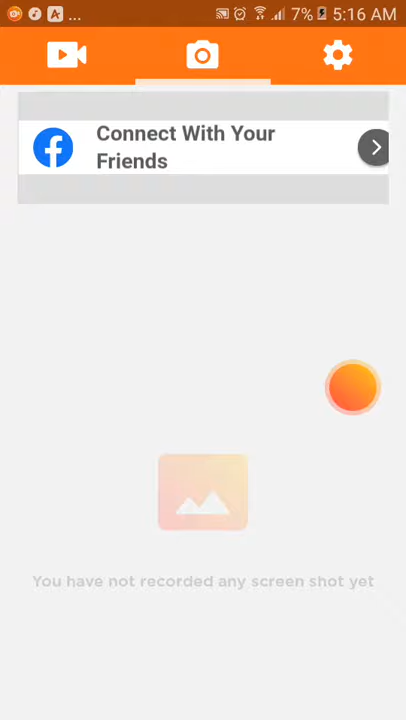 ... 7% 5:16 AM
Connect With Your
Friends
You have not recorded any screen shot yet